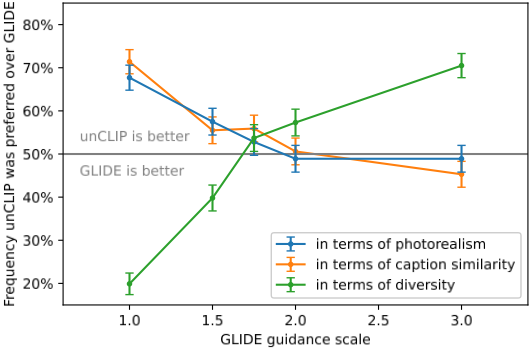 Frequency unCLIP was preferred over GLIDE
80%
70%
60%
50%
40%
30%
20%
unCLIP is better
GLIDE is better
in terms of photorealism
in terms of caption similarity
in terms of diversity
1.0 1.5 2.0 2.5 3.0
GLIDE guidance scale